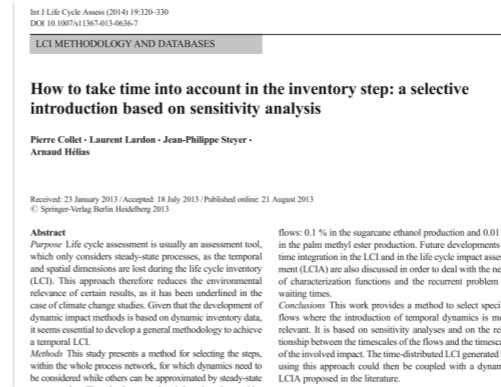 Int J Life Cycle Assess (2014) 19:320–330
DOI 10.1007/s11367-013-0636-7
LCI METHODOLOGY AND DATABASES
How to take time into account in the inventory step: a selective
introduction based on sensitivity analysis
Pierre Collet · Laurent Lardon · Jean-Philippe Steyer ·
Arnaud Hélias
Received: 23 January 2013 / Accepted: 18 July 2013 / Published online: 21 August 2013
© Springer-Verlag Berlin Heidelberg 2013
Abstract
Purpose Life cycle assessment is usually an assessment tool,
which only considers steady-state processes, as the temporal
and spatial dimensions are lost during the life cycle inventory
(LCI). This approach therefore reduces the environmental
relevance of certain results, as it has been underlined in the
case of climate change studies. Given that the development of
dynamic impact methods is based on dynamic inventory data,
it seems essential to develop a general methodology to achieve
a temporal LCI.
Methods This study presents a method for selecting the steps,
within the whole process network, for which dynamics need to
be considered while others can be approximated by steady-state
flows: 0.1 % in the sugarcane ethanol production and 0.01
in the palm methyl ester production. Future developments
time integration in the LCI and in the life cycle impact asse
ment (LCIA) are also discussed in order to deal with the ne
of characterization functions and the recurrent problem
waiting times.
Conclusions This work provides a method to select speci
flows where the introduction of temporal dynamics is m
relevant. It is based on sensitivity analyses and on the re
tionship between the timescales of the flows and the timesca
of the involved impact. The time-distributed LCI generated
using this approach could then be coupled with a dynar
LCIA proposed in the literature.